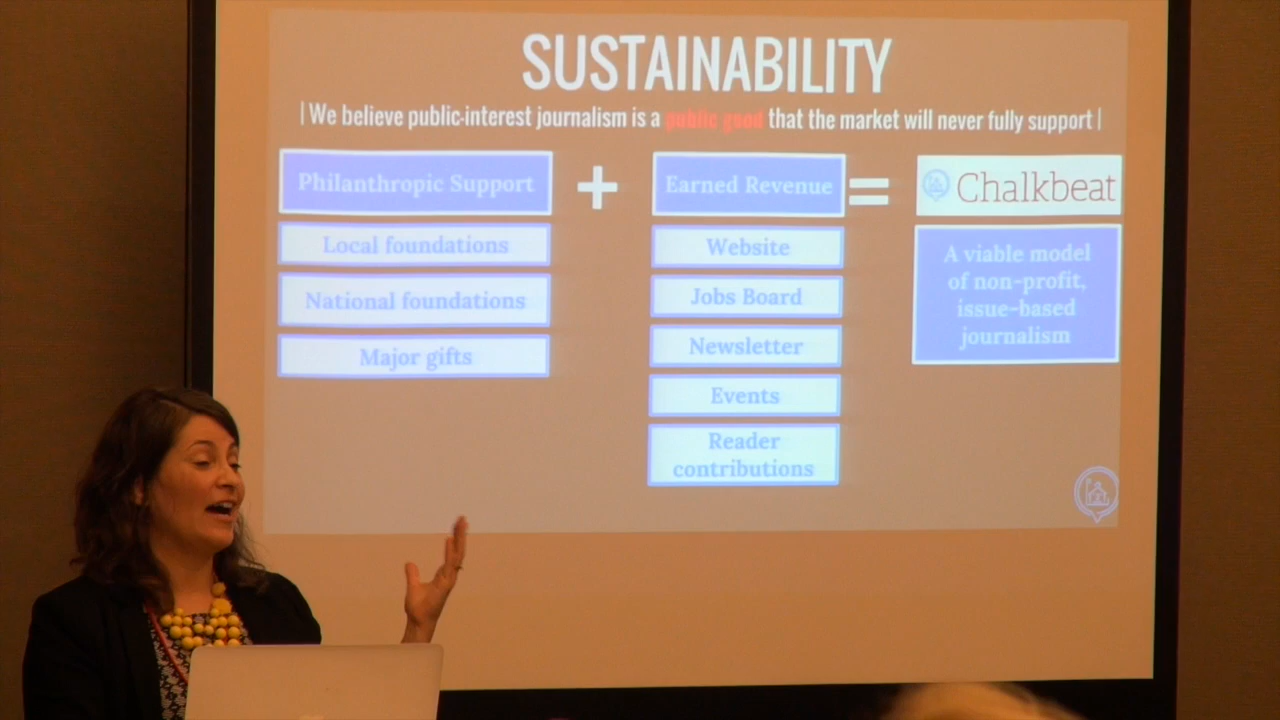 SUSTAINABILITY
| We believe public-interest journalism is a public good that the market will never fully support |
Philanthropic Support + Earned Revenue = Chalkbeat
Local foundations
National foundations
Major gifts
Website
Jobs Board
Newsletter
Events
Reader
contributions
A viable model
of non-profit,
issue-based
journalism